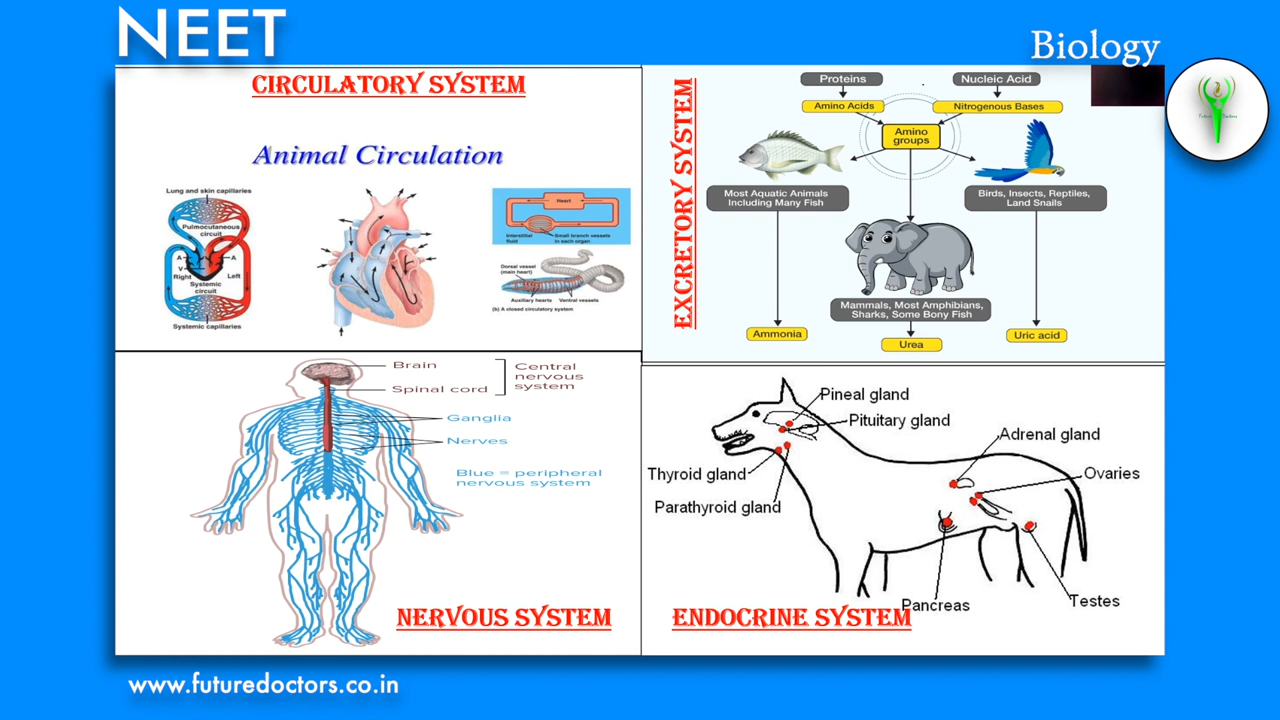 NEET
Biology
CIRCULATORY SYSTEM
Animal Circulation
Lung and skin capillaries
Pulmocutaneous
circuit
A
A
V
V
Right
Left
Systemic
circuit
Systemic capillaries
Heart
Interstitial
fluid
Small branch vessels
in each organ
Dorsal vessel
(main heart)
Auxiliary hearts
Ventral vessels
(b) A closed circulatory system
EXCRETORY SYSTEM
Proteins
Nucleic Acid
Amino Acids
Nitrogenous Bases
Amino
groups
Most Aquatic Animals
Including Many Fish
Birds, Insects, Reptiles,
Land Snails
Mammals, Most Amphibians,
Sharks, Some Bony Fish
Ammonia
Urea
Uric acid
Brain
Spinal cord
Central
nervous
system
Ganglia
Nerves
Blue = peripheral
nervous system
NERVOUS SYSTEM
Pineal gland
Pituitary gland
Adrenal gland
Ovaries
Thyroid gland
Parathyroid gland
Pancreas
Testes
ENDOCRINE SYSTEM
Future Doctors
www.futuredoctors.co.in